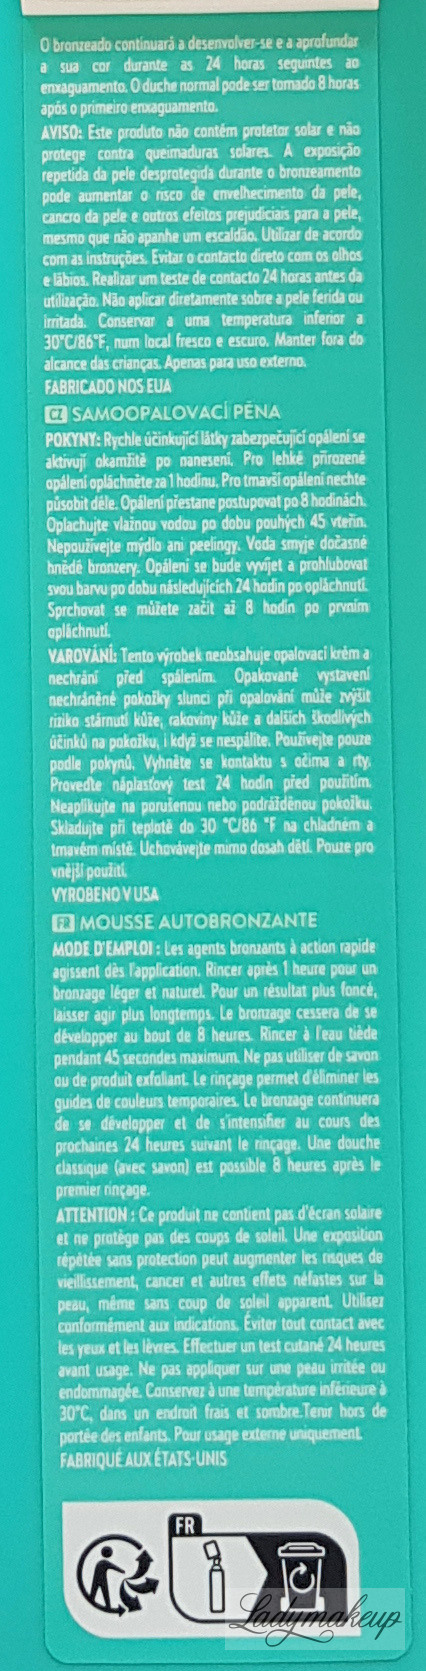 O bronzeado continuará a desenvolver-se e a aprofundar
a sua cor durante as 24 horas seguintes ao
enxaguamento. O duche normal pode ser tomado 8 horas
após o primeiro enxaguamento.
AVISO: Este produto não contém protetor solar e não
protege contra queimaduras solares. A exposição
repetida da pele desprotegida durante o bronzeamento
pode aumentar o risco de envelhecimento da pele,
cancro da pele e outros efeitos prejudiciais para a pele,
mesmo que não apanhe um escaldão. Utilizar de acordo
com as instruções. Evitar o contacto direto com os olhos
e lábios. Realizar um teste de contacto 24 horas antes da
utilização. Não aplicar diretamente sobre a pele ferida ou
irritada. Conservar a uma temperatura inferior a
30°C/86°F, num local fresco e escuro. Manter fora do
alcance das crianças. Apenas para uso externo.
FABRICADO NOS EUA
CZ SAMOOPALOVACÍ PĚNA
POKYNY: Rychle účinkující látky zabezpečující opálení se
aktivují okamžitě po nanesení. Pro lehké přirozené
opálení opláchněte za 1 hodinu. Pro tmavší opálení nechte
působit déle. Opálení přestane postupovat po 8 hodinách.
Oplachujte vlažnou vodou po dobu pouhých 45 vteřin.
Nepoužívejte mýdlo ani peelingy. Voda smyje dočasné
hnědé bronzery. Opálení se bude vyvíjet a prohlubovat
svou barvu po dobu následujících 24 hodin po opláchnutí.
Sprchovat se můžete začít až 8 hodin po prvním
opláchnutí.
VAROVÁNÍ: Tento výrobek neobsahuje opalovací krém a
nechrání před spálením. Opakované vystavení
nechráněné pokožky slunci při opalování může zvýšit
riziko stárnutí kůže, rakoviny kůže a dalších škodlivých
účinků na pokožku, i když se nespálíte. Používejte pouze
podle pokynů. Vyhněte se kontaktu s očima a rty.
Proveďte náplasťový test 24 hodin před použitím.
Neaplikujte na porušenou nebo podrážděnou pokožku.
Skladujte při teplotě do 30 °C/86 °F na chladném a
tmavém místě. Uchovávejte mimo dosah dětí. Pouze pro
vnější použití.
VYROBENO V USA
FR MOUSSE AUTOBRONZANTE
MODE D'EMPLOI : Les agents bronzants à action rapide
agissent dès l'application. Rincer après 1 heure pour un
bronzage léger et naturel. Pour un résultat plus foncé,
laisser agir plus longtemps. Le bronzage cessera de se
développer au bout de 8 heures. Rincer à l'eau tiède
pendant 45 secondes maximum. Ne pas utiliser de savon
ou de produit exfoliant. Le rinçage permet d'éliminer les
guides de couleurs temporaires. Le bronzage continuera
de se développer et de s'intensifier au cours des
prochaines 24 heures suivant le rinçage. Une douche
classique (avec savon) est possible 8 heures après le
premier rinçage.
ATTENTION : Ce produit ne contient pas d'écran solaire
et ne protège pas des coups de soleil. Une exposition
répétée sans protection peut augmenter les risques de
vieillissement, cancer et autres effets néfastes sur la
peau, même sans coup de soleil apparent. Utilisez
conformément aux indications. Éviter tout contact avec
les yeux et les lèvres. Effectuer un test cutané 24 heures
avant usage. Ne pas appliquer sur une peau irritée ou
endommagée. Conservez à une température inférieure à
30°C, dans un endroit frais et sombre.Tenir hors de
portée des enfants. Pour usage externe uniquement.
FABRIQUÉ AUX ÉTATS-UNIS
FR
Ladymakeup